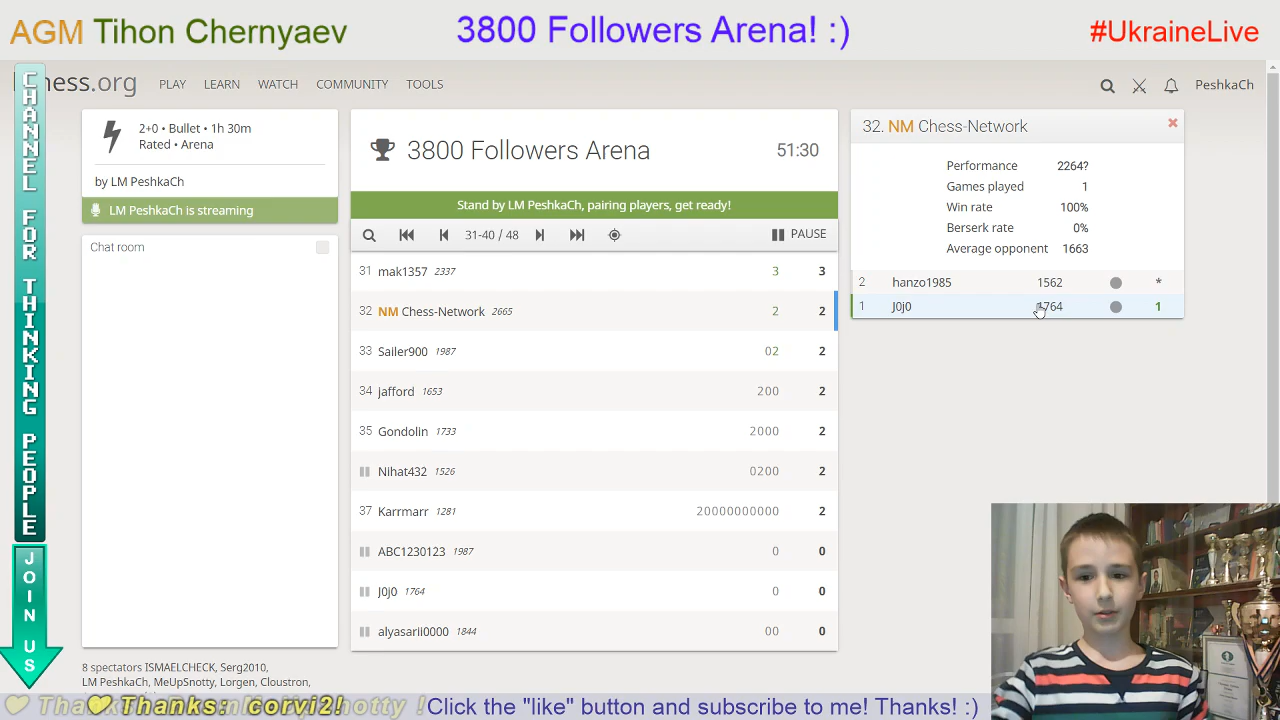 AGM Tihon Chernyaev
3800 Followers Arena! :)
#UkraineLive
CHANNEL FOR THINKING PEOPLE
JOIN US
hess.org PLAY LEARN WATCH COMMUNITY TOOLS PeshkaCh
2+0 • Bullet • 1h 30m
Rated • Arena
by LM PeshkaCh
LM PeshkaCh is streaming
Chat room
8 spectators ISMAELCHECK, Serg2010,
LM PeshkaCh, MeUpSnotty, Lorgen, Cloustron,
3800 Followers Arena 51:30
Stand by LM PeshkaCh, pairing players, get ready!
31-40 / 48 PAUSE
31 mak1357 2337 3 3
32 NM Chess-Network 2665 2 2
33 Sailer900 1987 02 2
34 jafford 1653 200 2
35 Gondolin 1733 2000 2
Nihat432 1526 0200 2
37 Karrmarr 1281 20000000000 2
ABC1230123 1987 0 0
J0j0 1764 0 0
alyasarii0000 1844 00 0
32. NM Chess-Network
Performance 2264?
Games played 1
Win rate 100%
Berserk rate 0%
Average opponent 1663
2 hanzo1985 1562 *
1 J0j0 1764 1
Thanks: corvi2
hotty !
Click the "like" button and subscribe to me! Thanks! :)